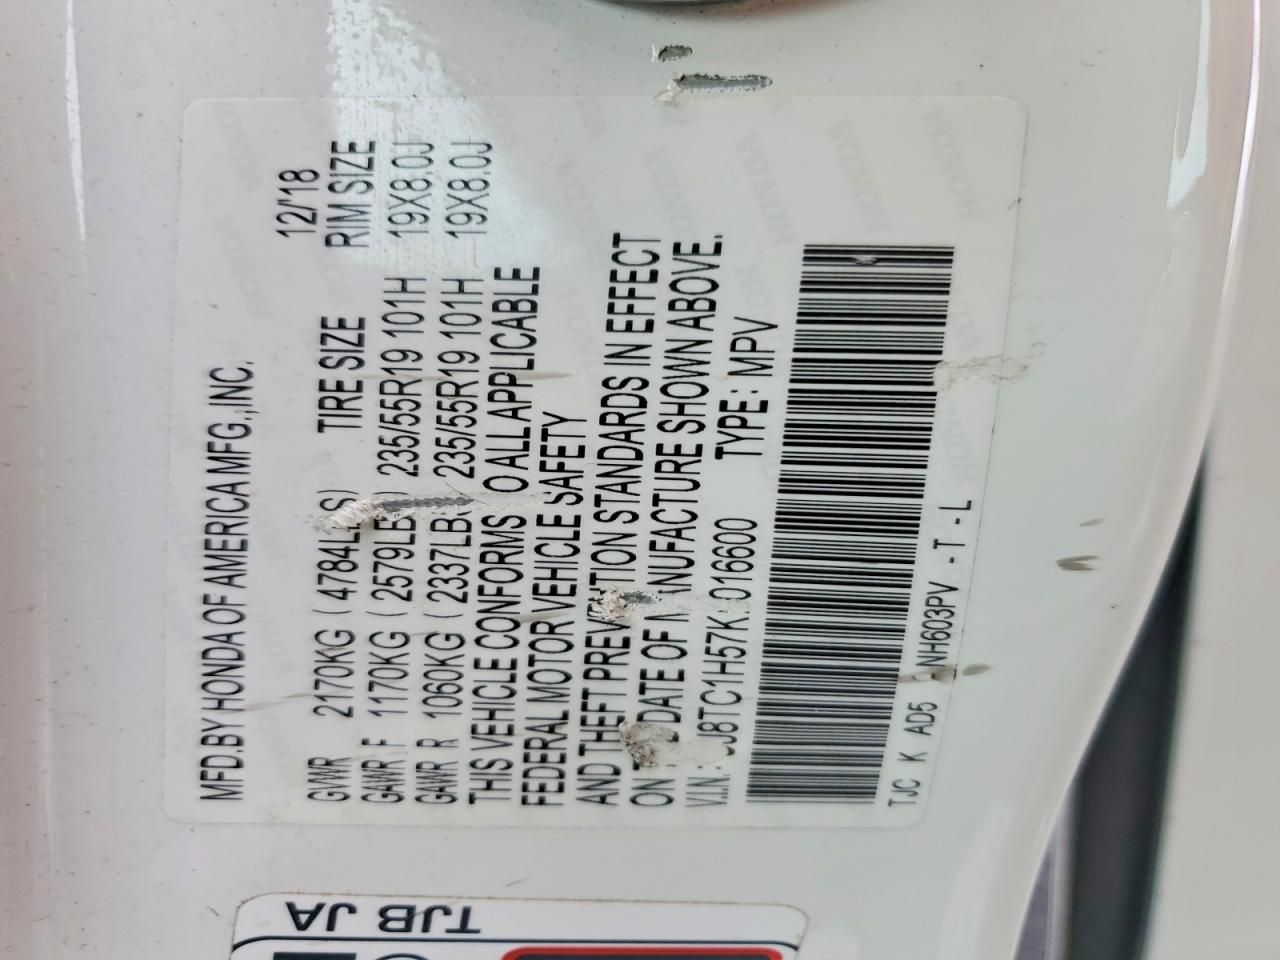 MFD.BY HONDA OF AMERICA MFG.,INC.
12/'18
GWR 2170KG ( 4784L S) TIRE SIZE RIM SIZE
GAWR F 1170KG ( 2579LB ) 235/55R19 101H 19X8.0J
GAWR R 1060KG ( 2337LB 235/55R19 101H 19X8.0J
THIS VEHICLE CONFORMS O ALL APPLICABLE
FEDERAL MOTOR VEHICLE SAFETY
AND THEFT PREVENTION STANDARDS IN EFFECT
ON T DATE OF M NUFACTURE SHOWN ABOVE.
V.I.N. J8TC1H57K 016600 TYPE: MPV
TJC K AD5 NH603PV - T - L
TJB JA
HONDA